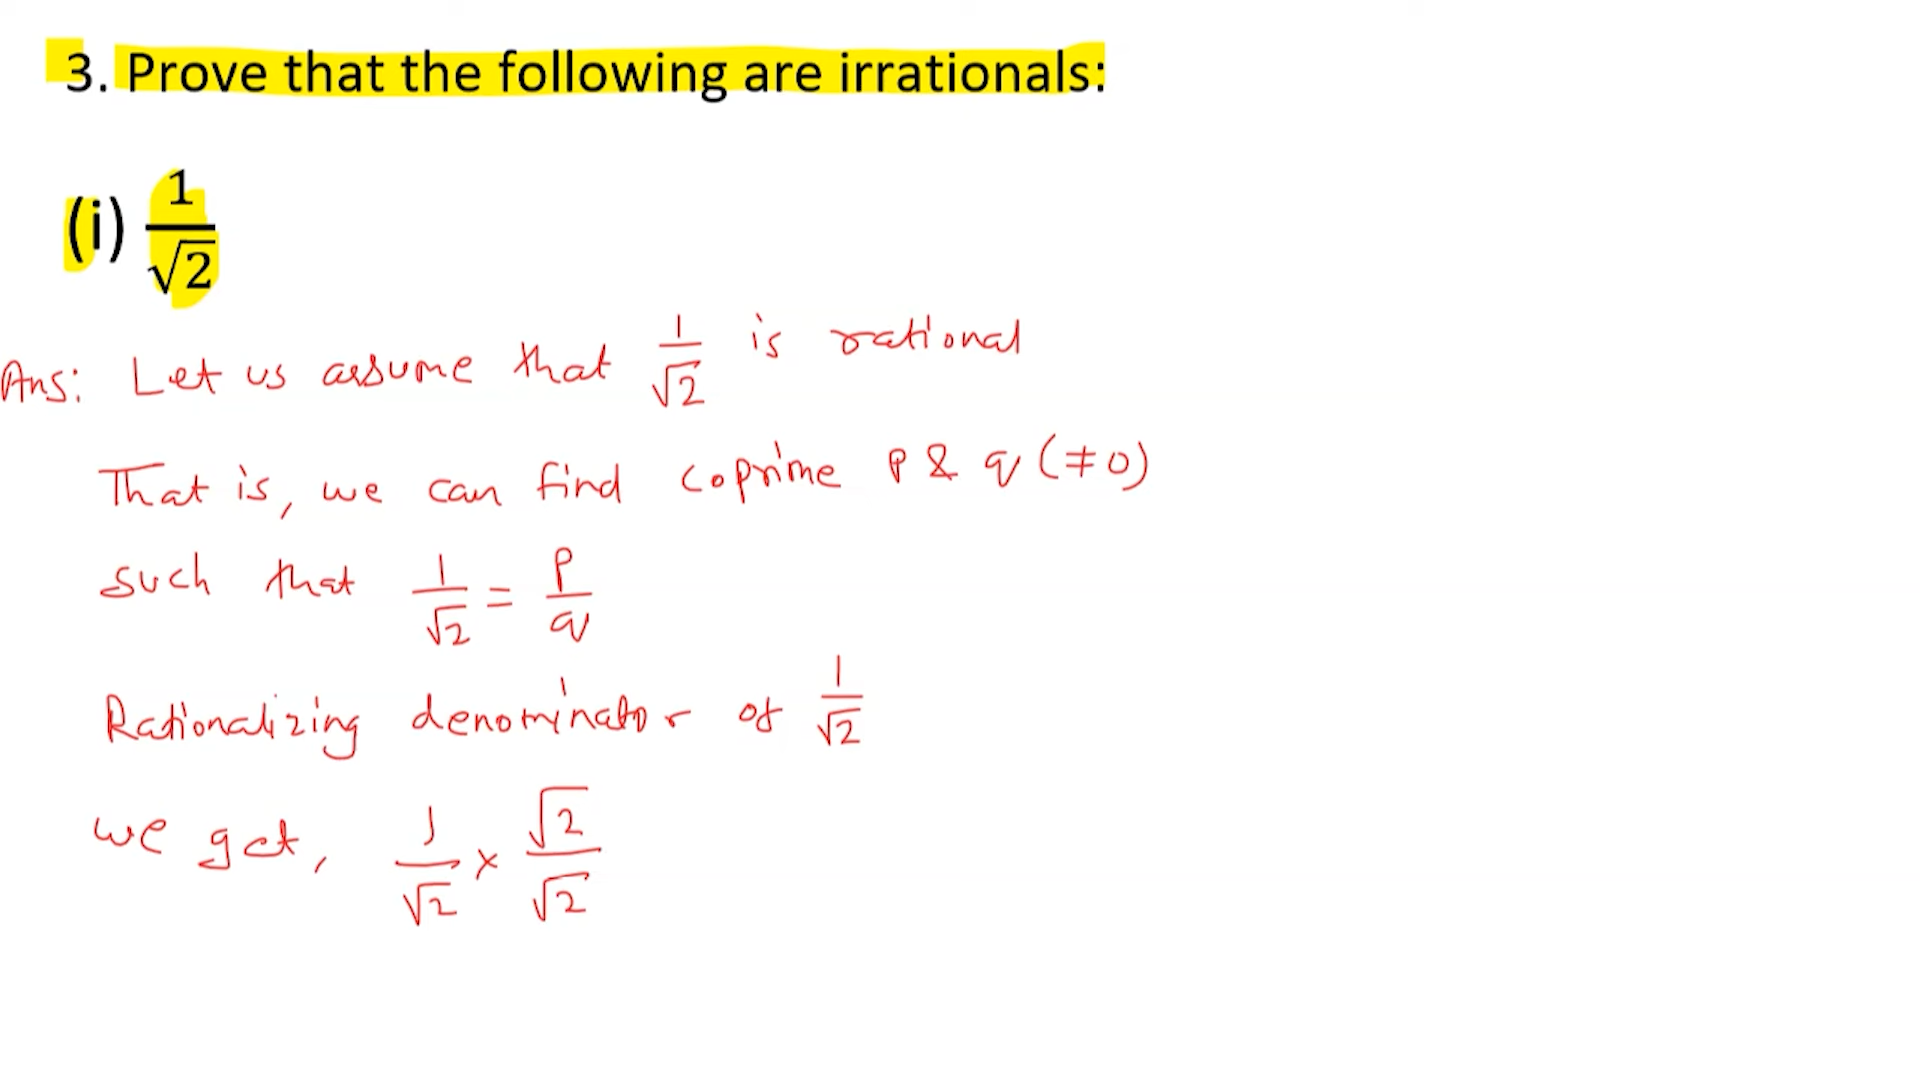 3. Prove that the following are irrationals:
(i) 1/√2
Ans: Let us assume that 1/√2 is rational
That is, we can find coprime p & q (≠0)
such that 1/√2 = p/q
Rationalizing denominator of 1/√2
we get, 1/√2 × √2/√2